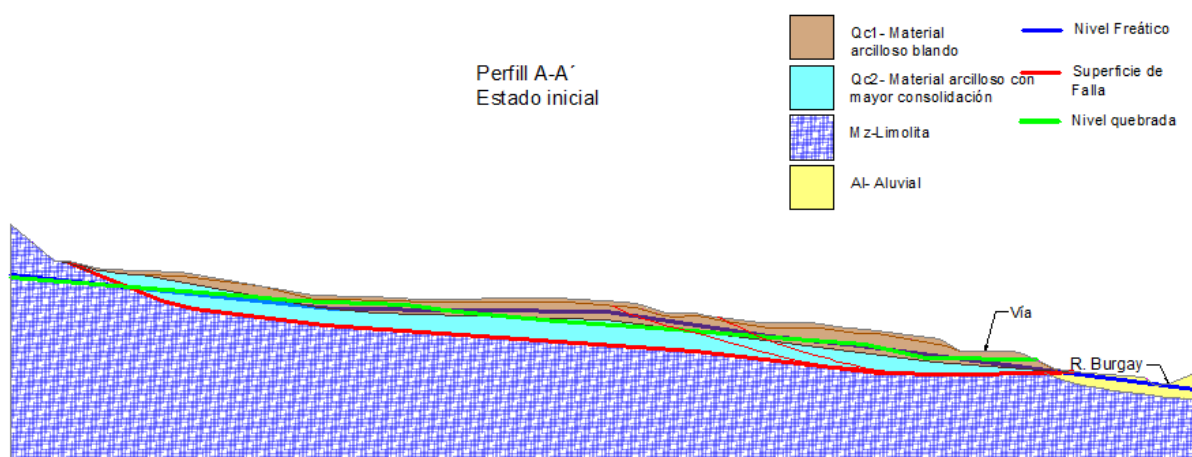 Perfill A-A´
Estado inicial
Qc1- Material
arcilloso blando
Qc2- Material arcilloso con
mayor consolidación
Mz-Limolita
Al- Aluvial
Nivel Freático
Superficie de
Falla
Nivel quebrada
Vía
R. Burgay